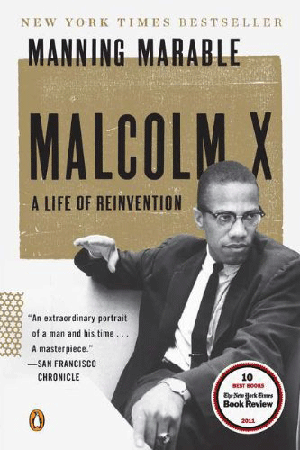 NEW YORK TIMES BESTSELLER
MANNING MARABLE
MALCOLM X
A LIFE OF REINVENTION
"An extraordinary portrait
of a man and his time . . .
A masterpiece."
—SAN FRANCISCO
CHRONICLE
10
BEST BOOKS
The New York Times
Book Review
2011